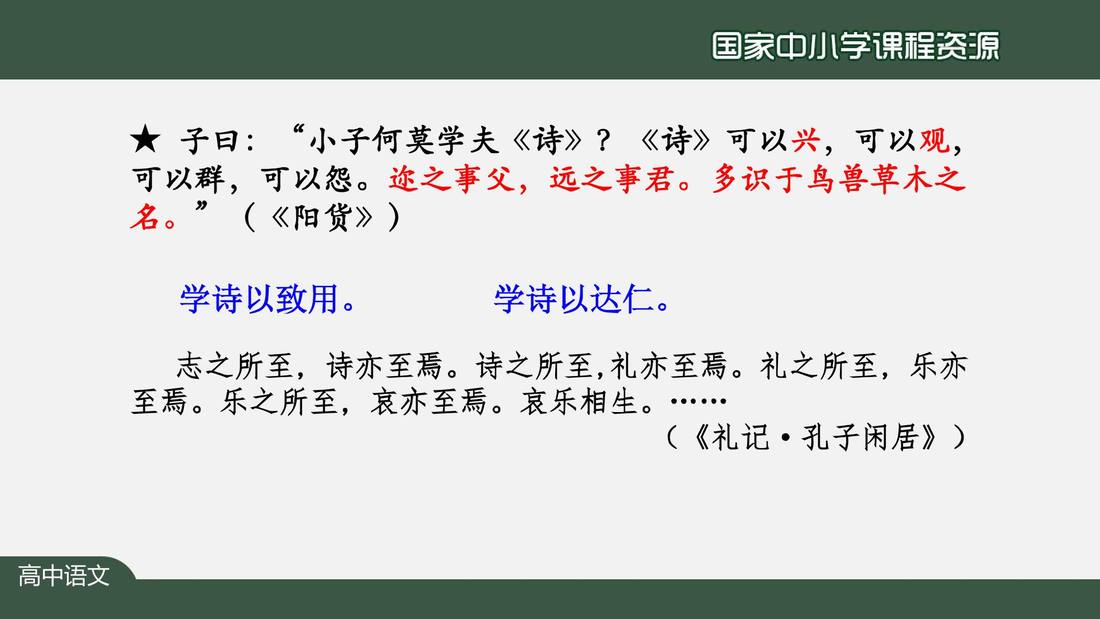 国家中小学课程资源
★ 子曰：“小子何莫学夫《诗》？《诗》可以兴，可以观，
可以群，可以怨。迩之事父，远之事君。多识于鸟兽草木之
名。”（《阳货》）
学诗以致用。 学诗以达仁。
志之所至，诗亦至焉。诗之所至,礼亦至焉。礼之所至，乐亦
至焉。乐之所至，哀亦至焉。哀乐相生。……
（《礼记·孔子闲居》）
高中语文